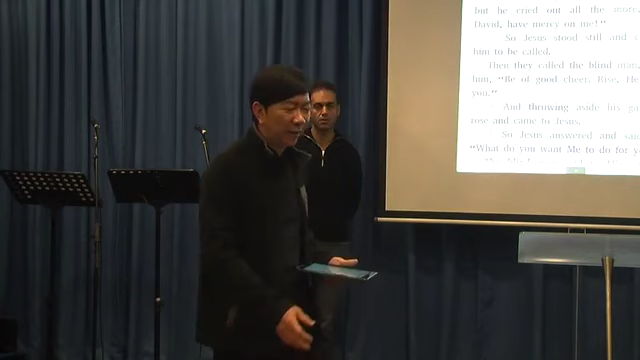 but he cried out all the more,
David, have mercy on me!"
So Jesus stood still and
him to be called.
Then they called the blind man,
him, "Be of good cheer. Rise, He
you."
And throwing aside his
rose and came to Jesus.
So Jesus answered and
"What do you want Me to do for